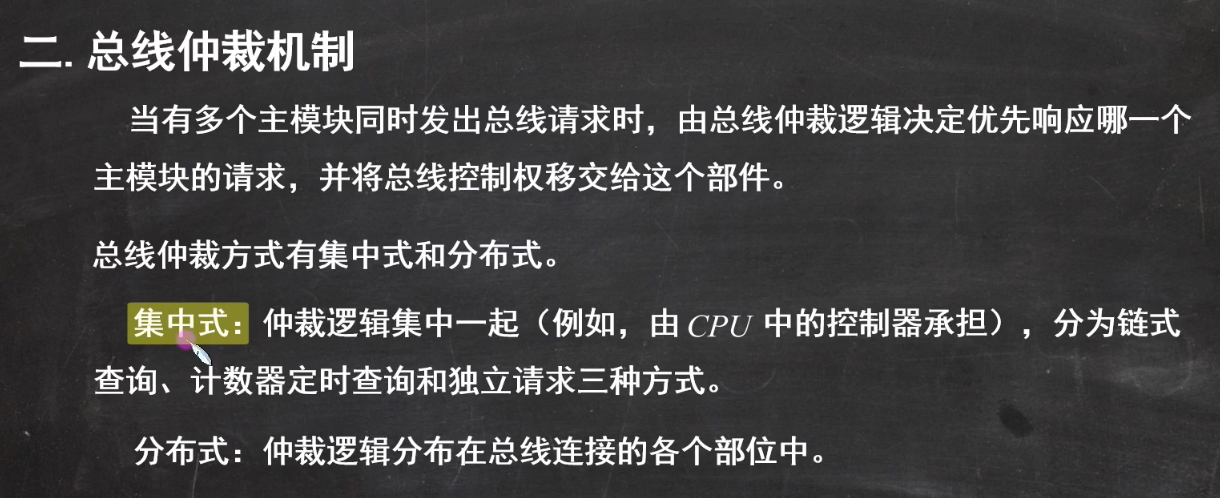 二. 总线仲裁机制
当有多个主模块同时发出总线请求时，由总线仲裁逻辑决定优先响应哪一个
主模块的请求，并将总线控制权移交给这个部件。
总线仲裁方式有集中式和分布式。
集中式：仲裁逻辑集中一起（例如，由 CPU 中的控制器承担），分为链式
查询、计数器定时查询和独立请求三种方式。
分布式：仲裁逻辑分布在总线连接的各个部位中。